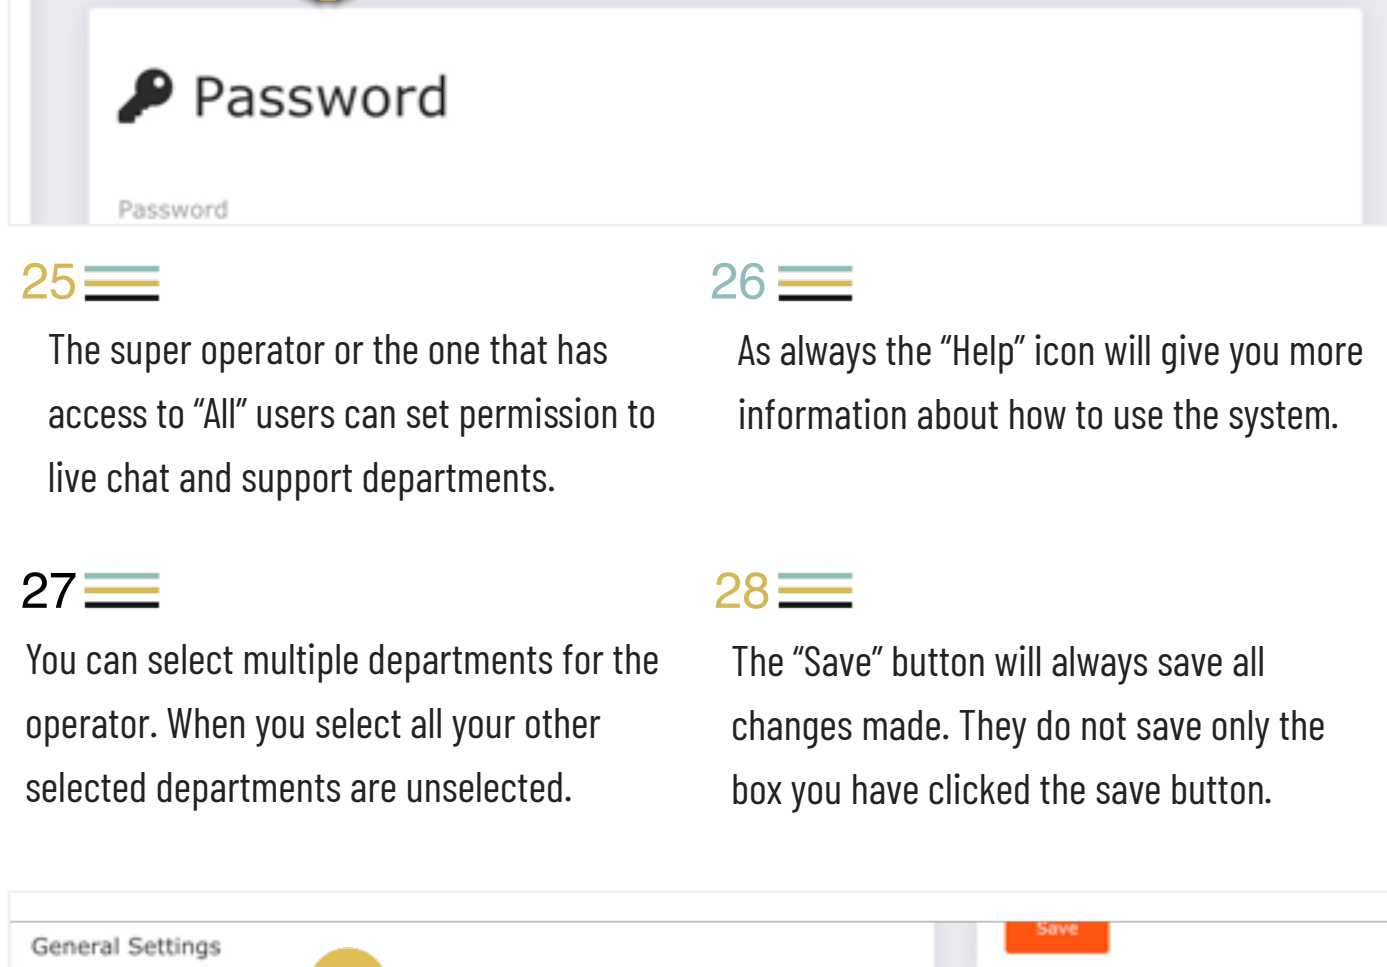 Password
Password
25
The super operator or the one that has
access to “All” users can set permission to
live chat and support departments.
26
As always the “Help” icon will give you more
information about how to use the system.
27
You can select multiple departments for the
operator. When you select all your other
selected departments are unselected.
28
The “Save” button will always save all
changes made. They do not save only the
box you have clicked the save button.
General Settings
Save